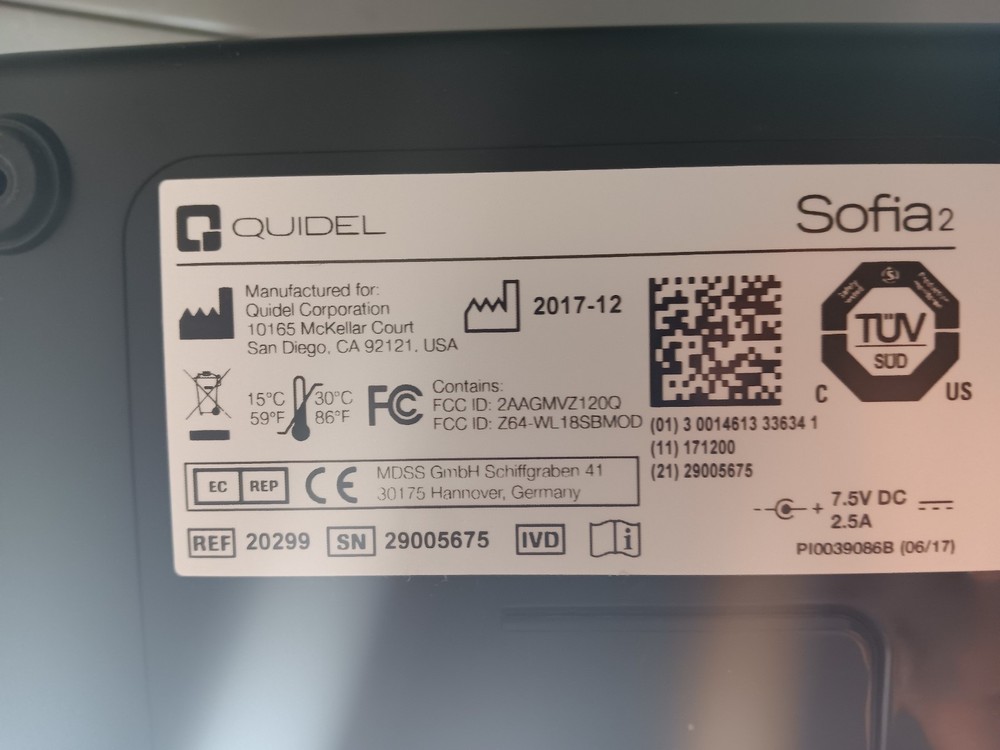 QUIDEL
Sofia 2
Manufactured for:
Quidel Corporation
10165 McKellar Court
San Diego, CA 92121. USA
2017-12
15°C 30°C
59°F 86°F
FC
Contains:
FCC ID: 2AAGMVZ120Q
FCC ID: Z64-WL18SBMOD
TÜV
SÜD
C US
(01) 3 0014613 33634 1
(11) 171200
(21) 29005675
EC REP CE MDSS GmbH Schiffgraben 41
30175 Hannover, Germany
+ 7.5V DC
2.5A
REF 20299 SN 29005675 IVD i
PI0039086B (06/17)